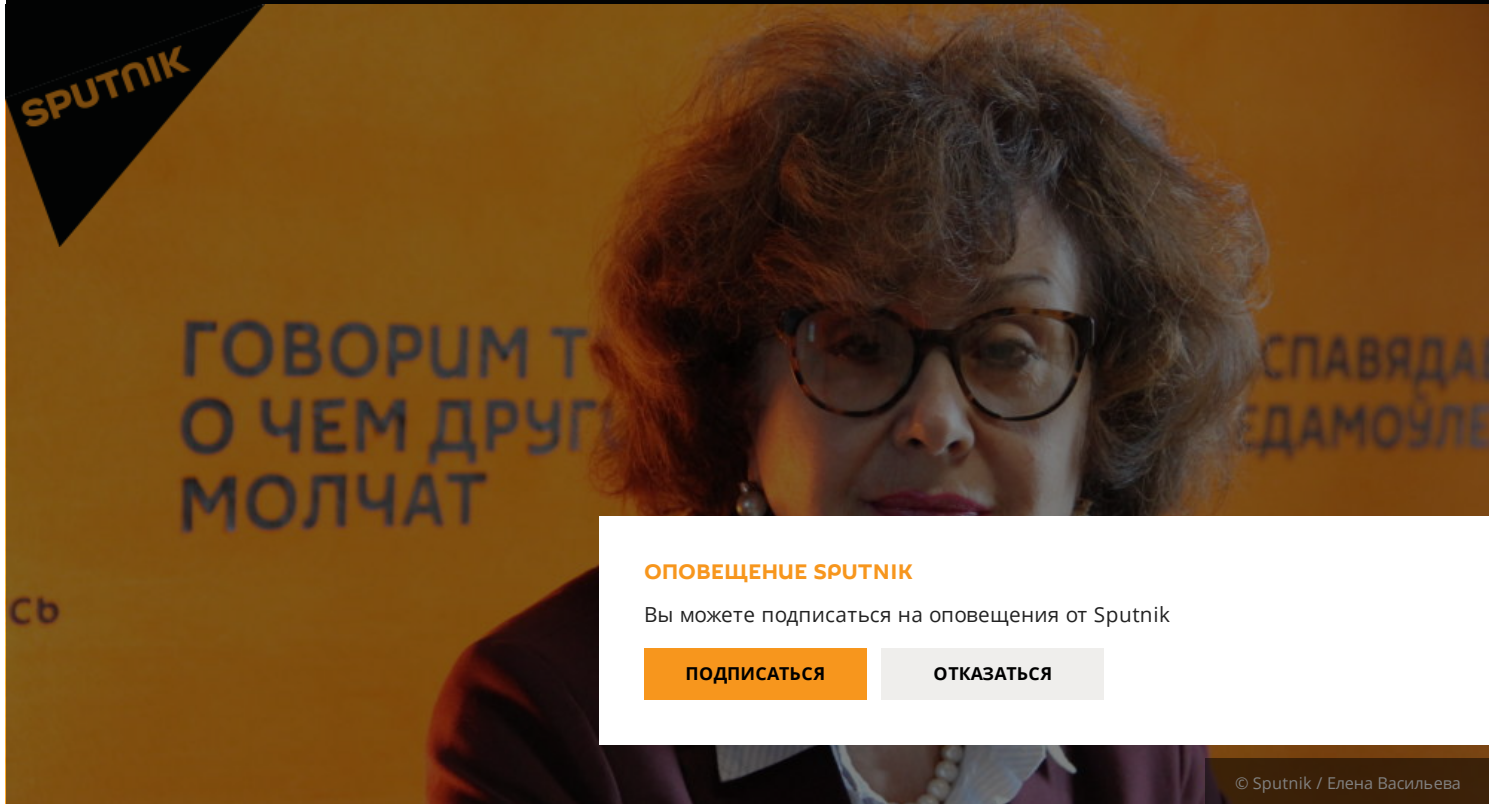 SPUTNIK
ГОВОРИМ Т
О ЧЕМ ДРУГ
МОЛЧАТ
СПАВЯДА
ЕДАМОЎЛЕ
СЬ
ОПОВЕЩЕНИЕ SPUTNIK
Вы можете подписаться на оповещения от Sputnik
ПОДПИСАТЬСЯ
ОТКАЗАТЬСЯ
© Sputnik / Елена Васильева